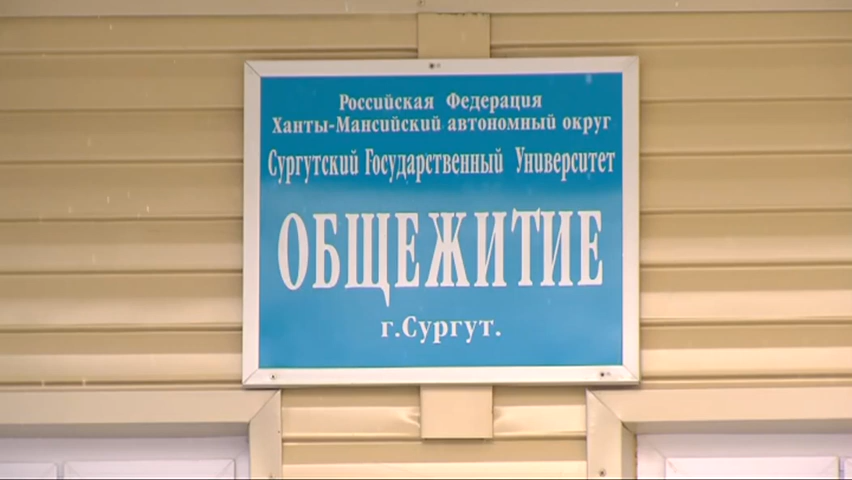 Российская Федерация
Ханты-Мансийский автономный округ
Сургутский Государственный Университет
ОБЩЕЖИТИЕ
г.Сургут.